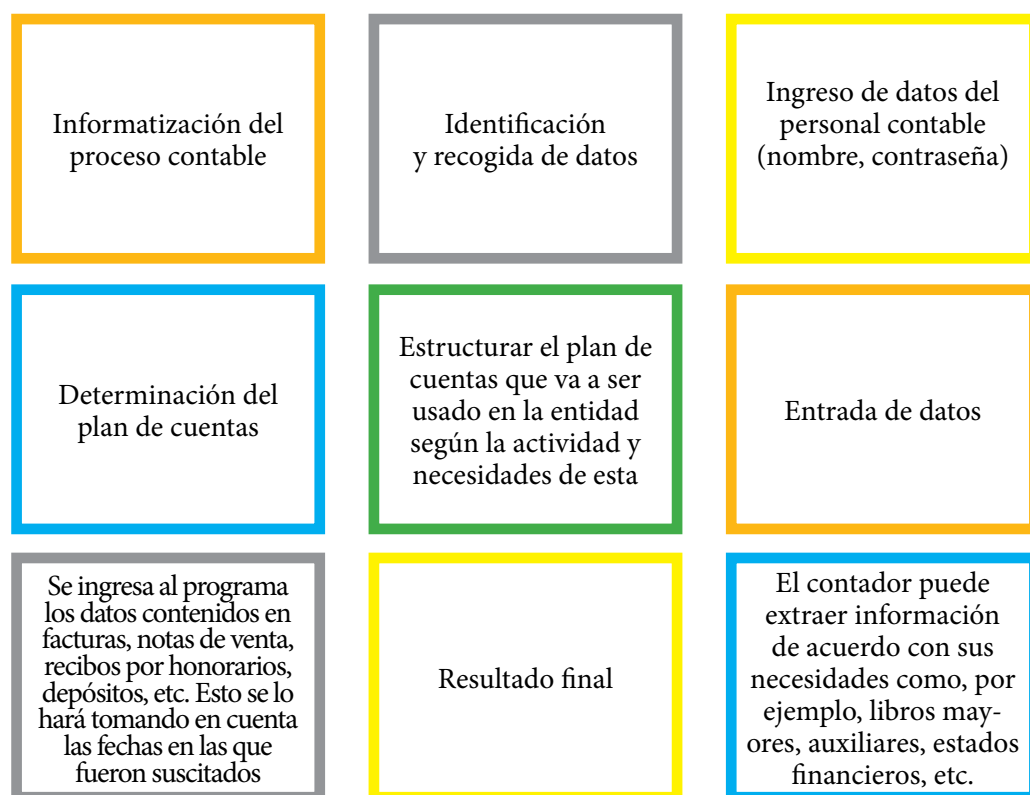 Informatización del
proceso contable
Identificación
y recogida de datos
Ingreso de datos del
personal contable
(nombre, contraseña)
Determinación del
plan de cuentas
Estructurar el plan de
cuentas que va a ser
usado en la entidad
según la actividad y
necesidades de esta
Entrada de datos
Se ingresa al programa
los datos contenidos en
facturas, notas de venta,
recibos por honorarios,
depósitos, etc. Esto se lo
hará tomando en cuenta
las fechas en las que
fueron suscitados
Resultado final
El contador puede
extraer información
de acuerdo con sus
necesidades como, por
ejemplo, libros may-
ores, auxiliares, estados
financieros, etc.